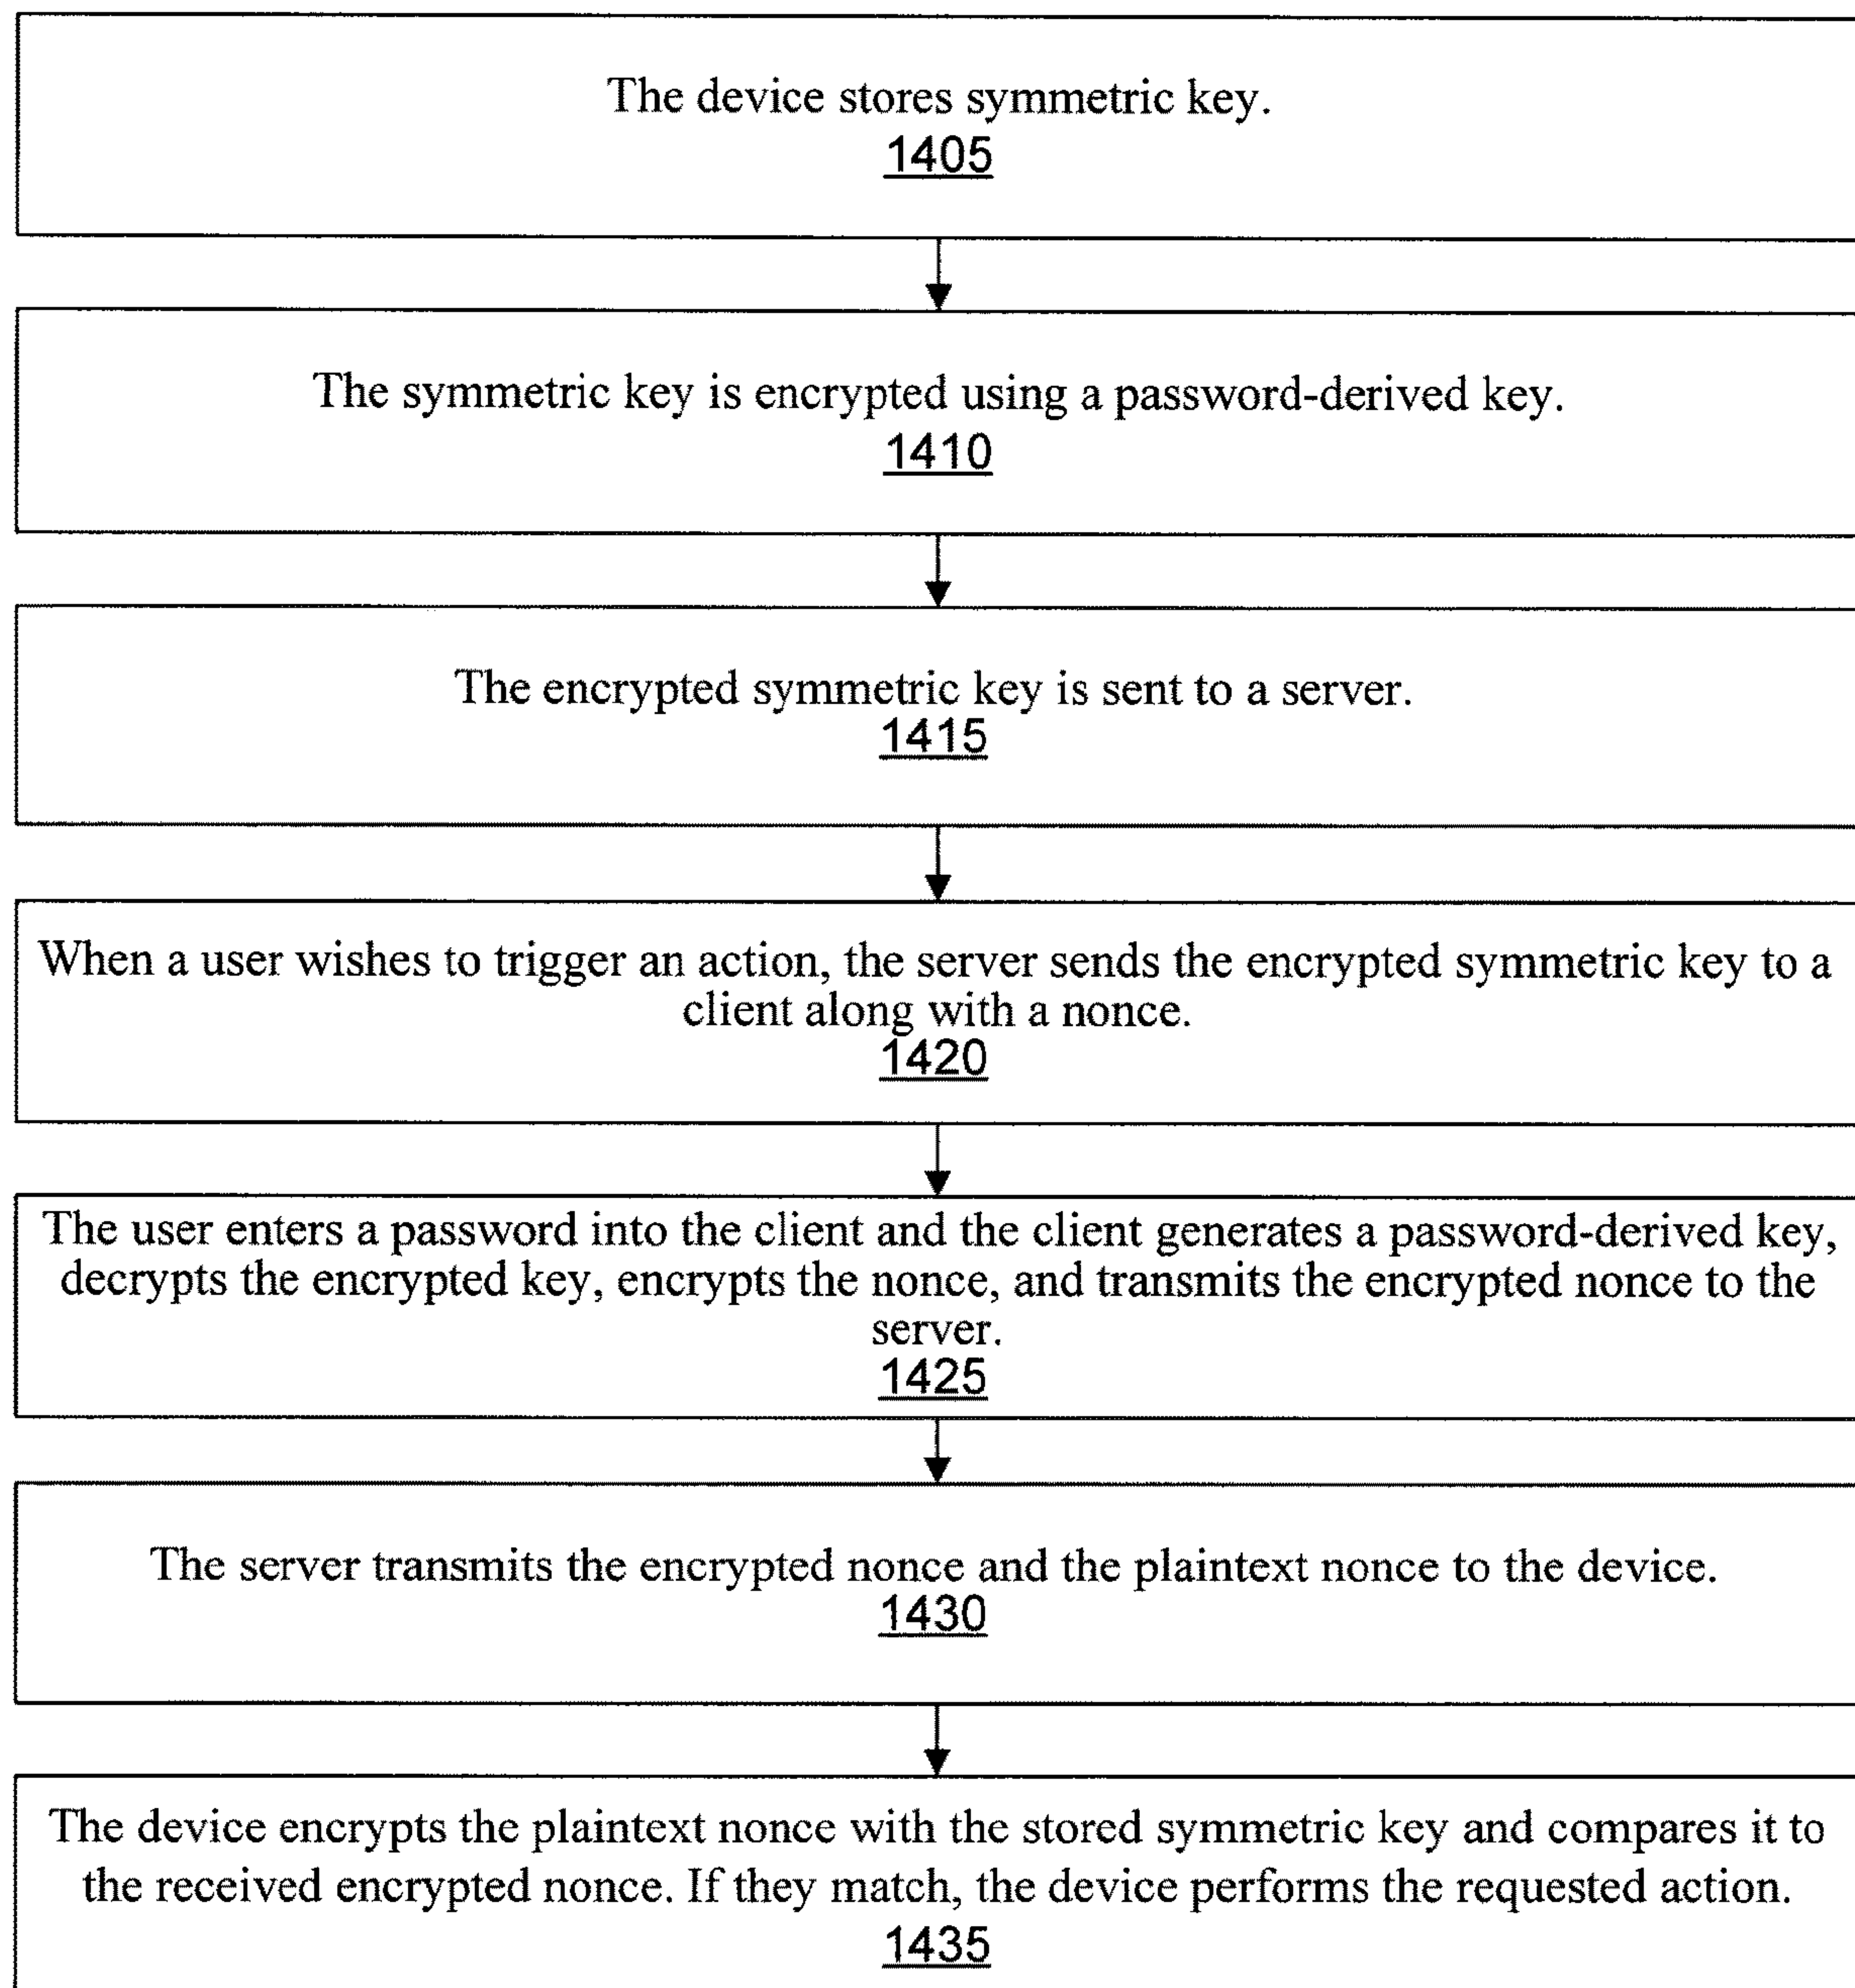 The device stores symmetric key.
1405
The symmetric key is encrypted using a password-derived key.
1410
The encrypted symmetric key is sent to a server.
1415
When a user wishes to trigger an action, the server sends the encrypted symmetric key to a
client along with a nonce.
1420
The user enters a password into the client and the client generates a password-derived key,
decrypts the encrypted key, encrypts the nonce, and transmits the encrypted nonce to the
server.
1425
The server transmits the encrypted nonce and the plaintext nonce to the device.
1430
The device encrypts the plaintext nonce with the stored symmetric key and compares it to
the received encrypted nonce. If they match, the device performs the requested action.
1435